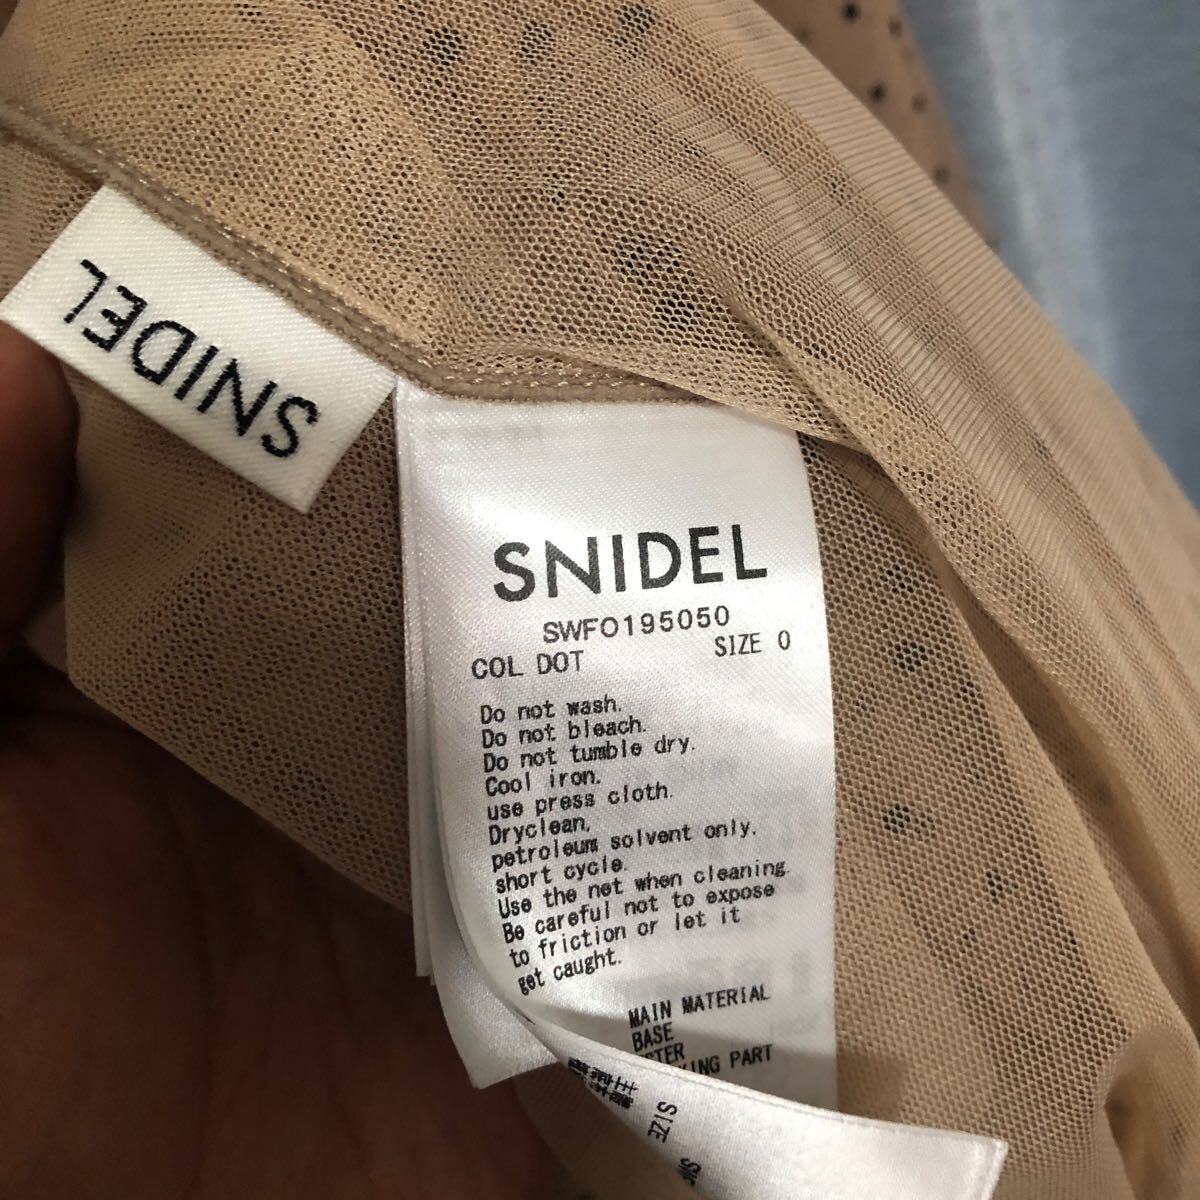 SNIDEL
SNIDEL
SWFO195050
COL DOT SIZE 0
Do not wash.
Do not bleach.
Do not tumble dry.
Cool iron.
use press cloth.
Dryclean,
petroleum solvent only.
short cycle.
Use the net when cleaning.
Be careful not to expose
to friction or let it
get caught.
MAIN MATERIAL
BASE
PART
SIZE